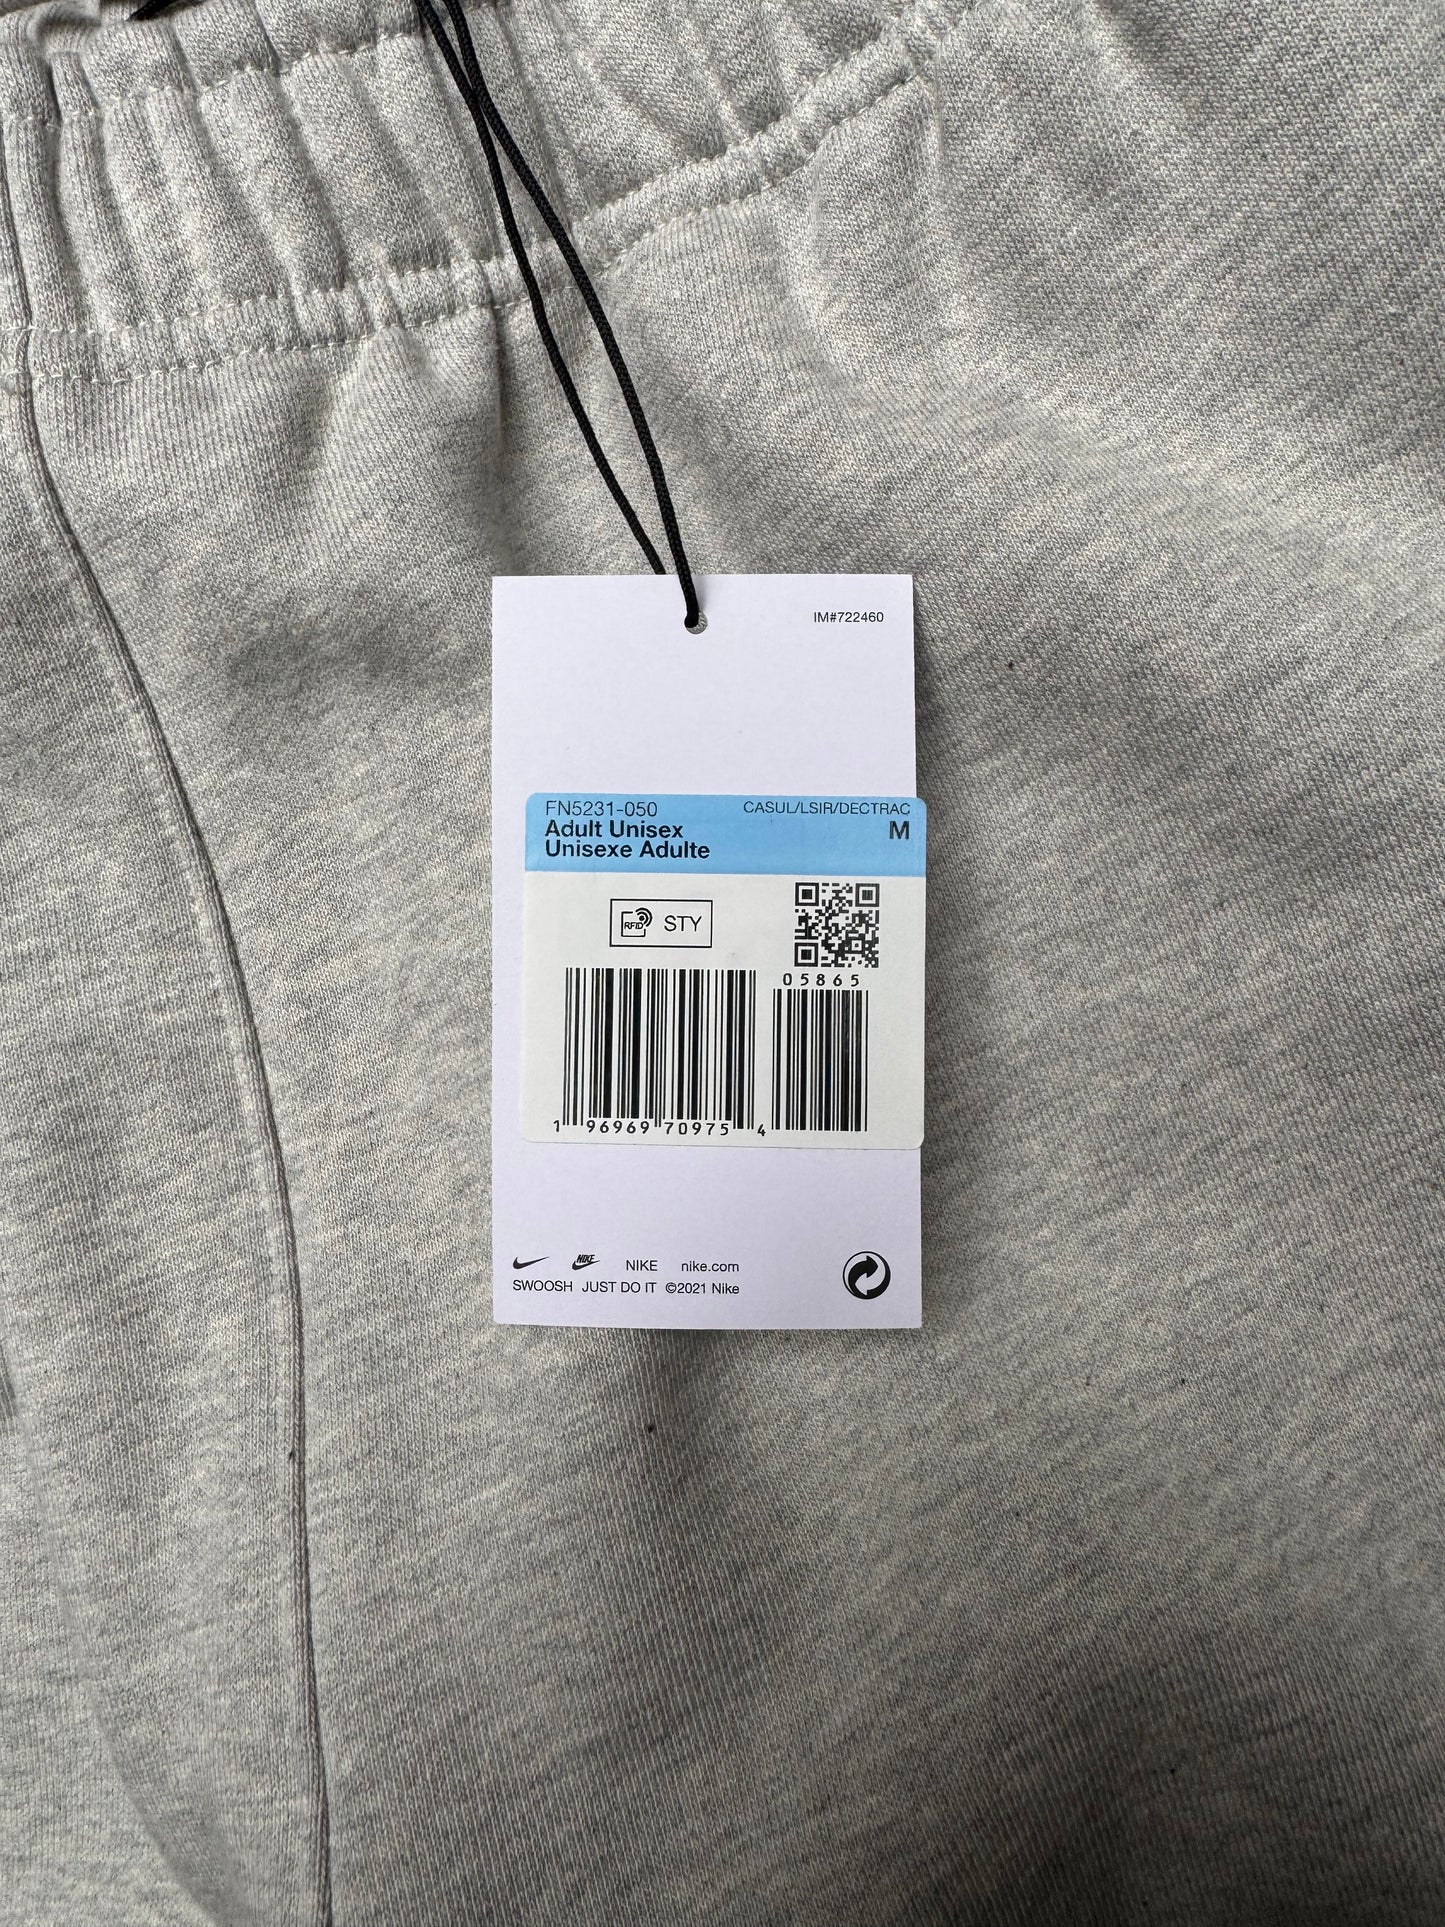 IM#722460
FN5231-050 CASUL/LSIR/DECTRAC
Adult Unisex M
Unisexe Adulte
RFID STY
05865
1 96969 70975 4
NIKE NIKE nike.com
SWOOSH JUST DO IT ©2021 Nike